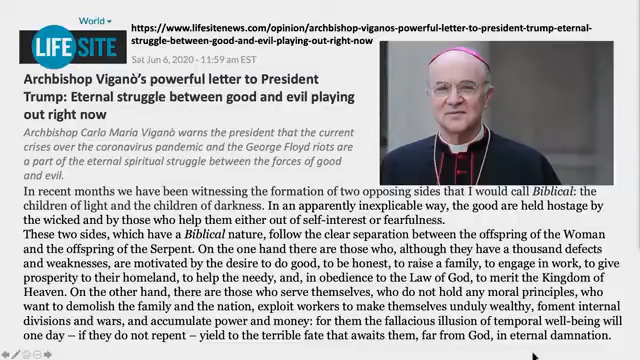 World
https://www.lifesitenews.com/opinion/archbishop-viganos-powerful-letter-to-president-trump-eternal-
struggle-between-good-and-evil-playing-out-right-now
LIFE SITE
Sat Jun 6, 2020 - 11:59 am EST
Archbishop Viganò’s powerful letter to President
Trump: Eternal struggle between good and evil playing
out right now
Archbishop Carlo Maria Viganò warns the president that the current
crises over the coronavirus pandemic and the George Floyd riots are
a part of the eternal spiritual struggle between the forces of good
and evil.
In recent months we have been witnessing the formation of two opposing sides that I would call Biblical: the
children of light and the children of darkness. In an apparently inexplicable way, the good are held hostage by
the wicked and by those who help them either out of self-interest or fearfulness.
These two sides, which have a Biblical nature, follow the clear separation between the offspring of the Woman
and the offspring of the Serpent. On the one hand there are those who, although they have a thousand defects
and weaknesses, are motivated by the desire to do good, to be honest, to raise a family, to engage in work, to give
prosperity to their homeland, to help the needy, and, in obedience to the Law of God, to merit the Kingdom of
Heaven. On the other hand, there are those who serve themselves, who do not hold any moral principles, who
want to demolish the family and the nation, exploit workers to make themselves unduly wealthy, foment internal
divisions and wars, and accumulate power and money: for them the fallacious illusion of temporal well-being will
one day – if they do not repent – yield to the terrible fate that awaits them, far from God, in eternal damnation.